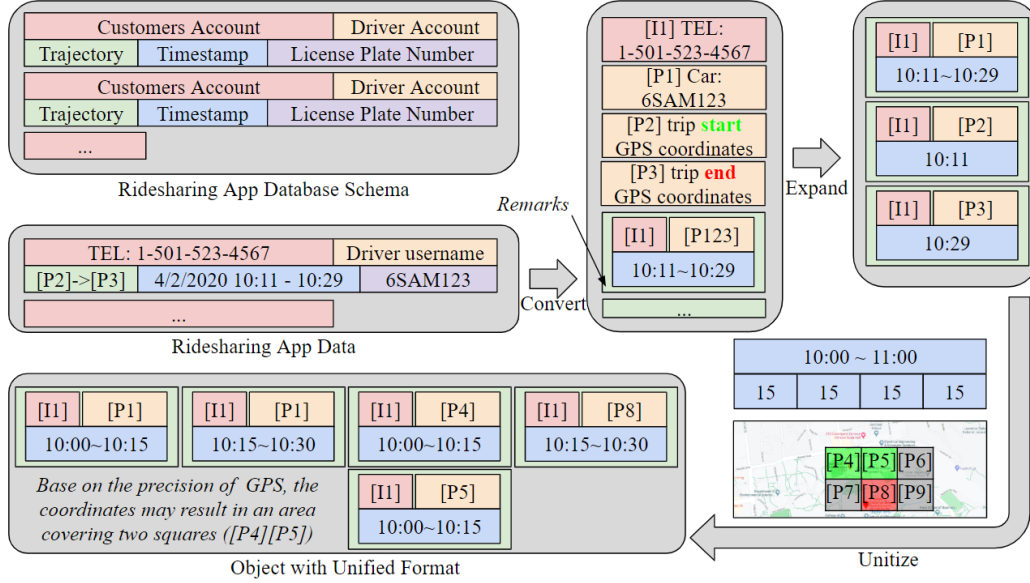 Customers Account
Driver Account
Trajectory
Timestamp
License Plate Number
Customers Account
Driver Account
Trajectory
Timestamp
License Plate Number
...
Ridesharing App Database Schema
TEL: 1-501-523-4567
Driver username
[P2]->[P3]
4/2/2020 10:11 - 10:29
6SAM123
...
Ridesharing App Data
Convert
Remarks
[I1] TEL:
1-501-523-4567
[P1] Car:
6SAM123
[P2] trip start
GPS coordinates
[P3] trip end
GPS coordinates
[I1]
[P123]
10:11~10:29
...
Expand
[I1]
[P1]
10:11~10:29
[I1]
[P2]
10:11
[I1]
[P3]
10:29
10:00 ~ 11:00
15
15
15
15
[P4]
[P5]
[P6]
[P7]
[P8]
[P9]
Unitize
[I1]
[P1]
10:00~10:15
[I1]
[P1]
10:15~10:30
[I1]
[P4]
10:00~10:15
[I1]
[P8]
10:15~10:30
[I1]
[P5]
10:00~10:15
Base on the precision of GPS, the
coordinates may result in an area
covering two squares ([P4][P5])
Object with Unified Format